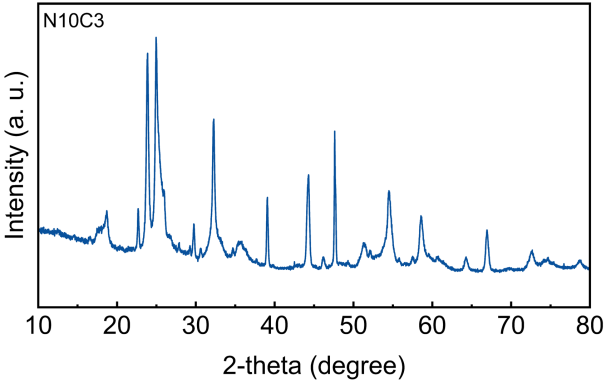 N10C3
Intensity (a. u.)
10 20 30 40 50 60 70 80
2-theta (degree)